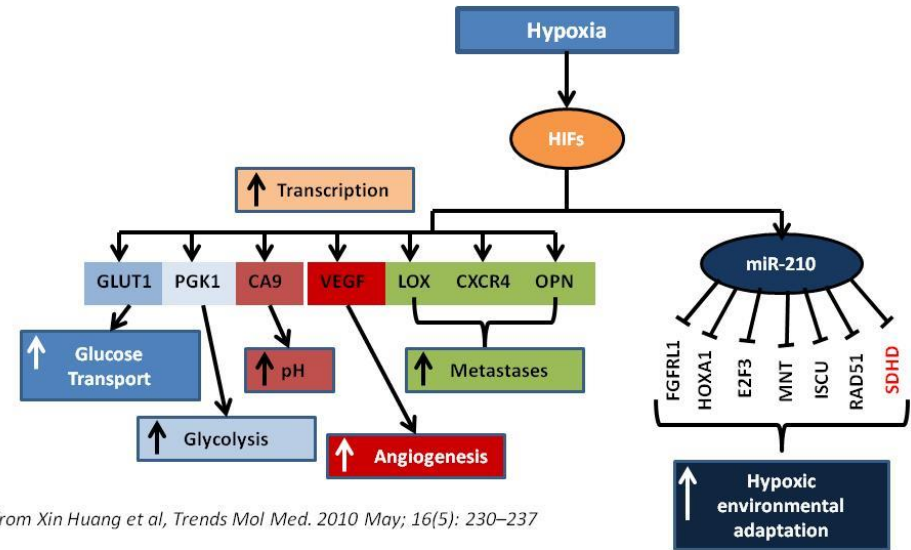 Hypoxia
HIFs
Transcription
GLUT1 PGK1 CA9 VEGF LOX CXCR4 OPN
miR-210
Glucose
Transport
pH
Metastases
Glycolysis
Angiogenesis
FGFRL1
HOXA1
E2F3
MNT
ISCU
RAD51
SDHD
Hypoxic
environmental
adaptation
rom Xin Huang et al, Trends Mol Med. 2010 May; 16(5): 230–237